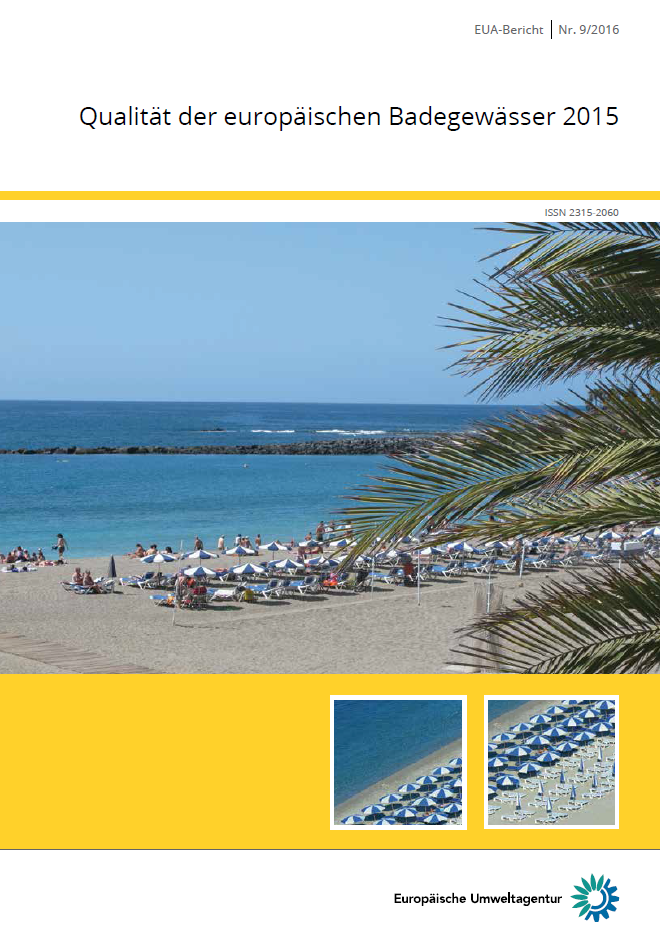 EUA-Bericht | Nr. 9/2016
Qualität der europäischen Badegewässer 2015
ISSN 2315-2060
Europäische Umweltagentur